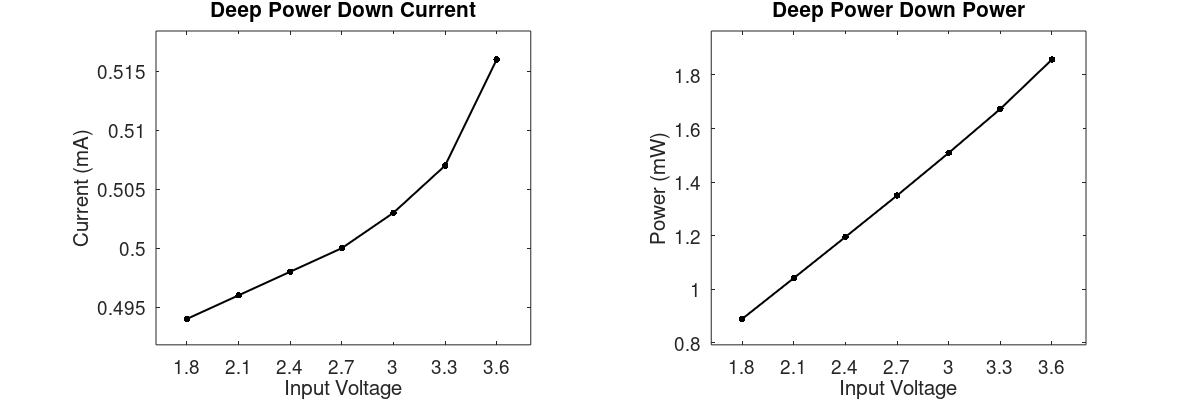 Deep Power Down Current
Current (mA)
0.515
0.51
0.505
0.5
0.495
1.8 2.1 2.4 2.7 3 3.3 3.6
Input Voltage
Deep Power Down Power
Power (mW)
1.8
1.6
1.4
1.2
1
0.8
1.8 2.1 2.4 2.7 3 3.3 3.6
Input Voltage